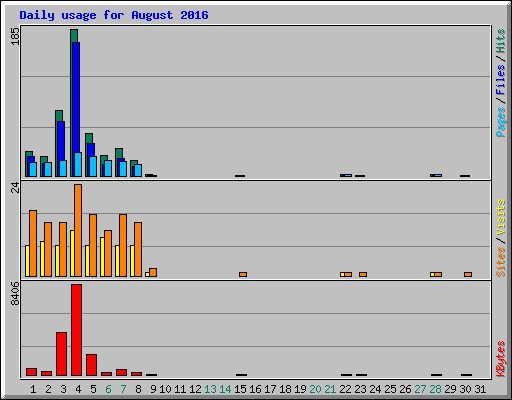 Daily usage for August 2016
185
Pages/Files/Hits
24
Sites/Visits
8406
KBytes
1 2 3 4 5 6 7 8 9 10 11 12 13 14 15 16 17 18 19 20 21 22 23 24 25 26 27 28 29 30 31